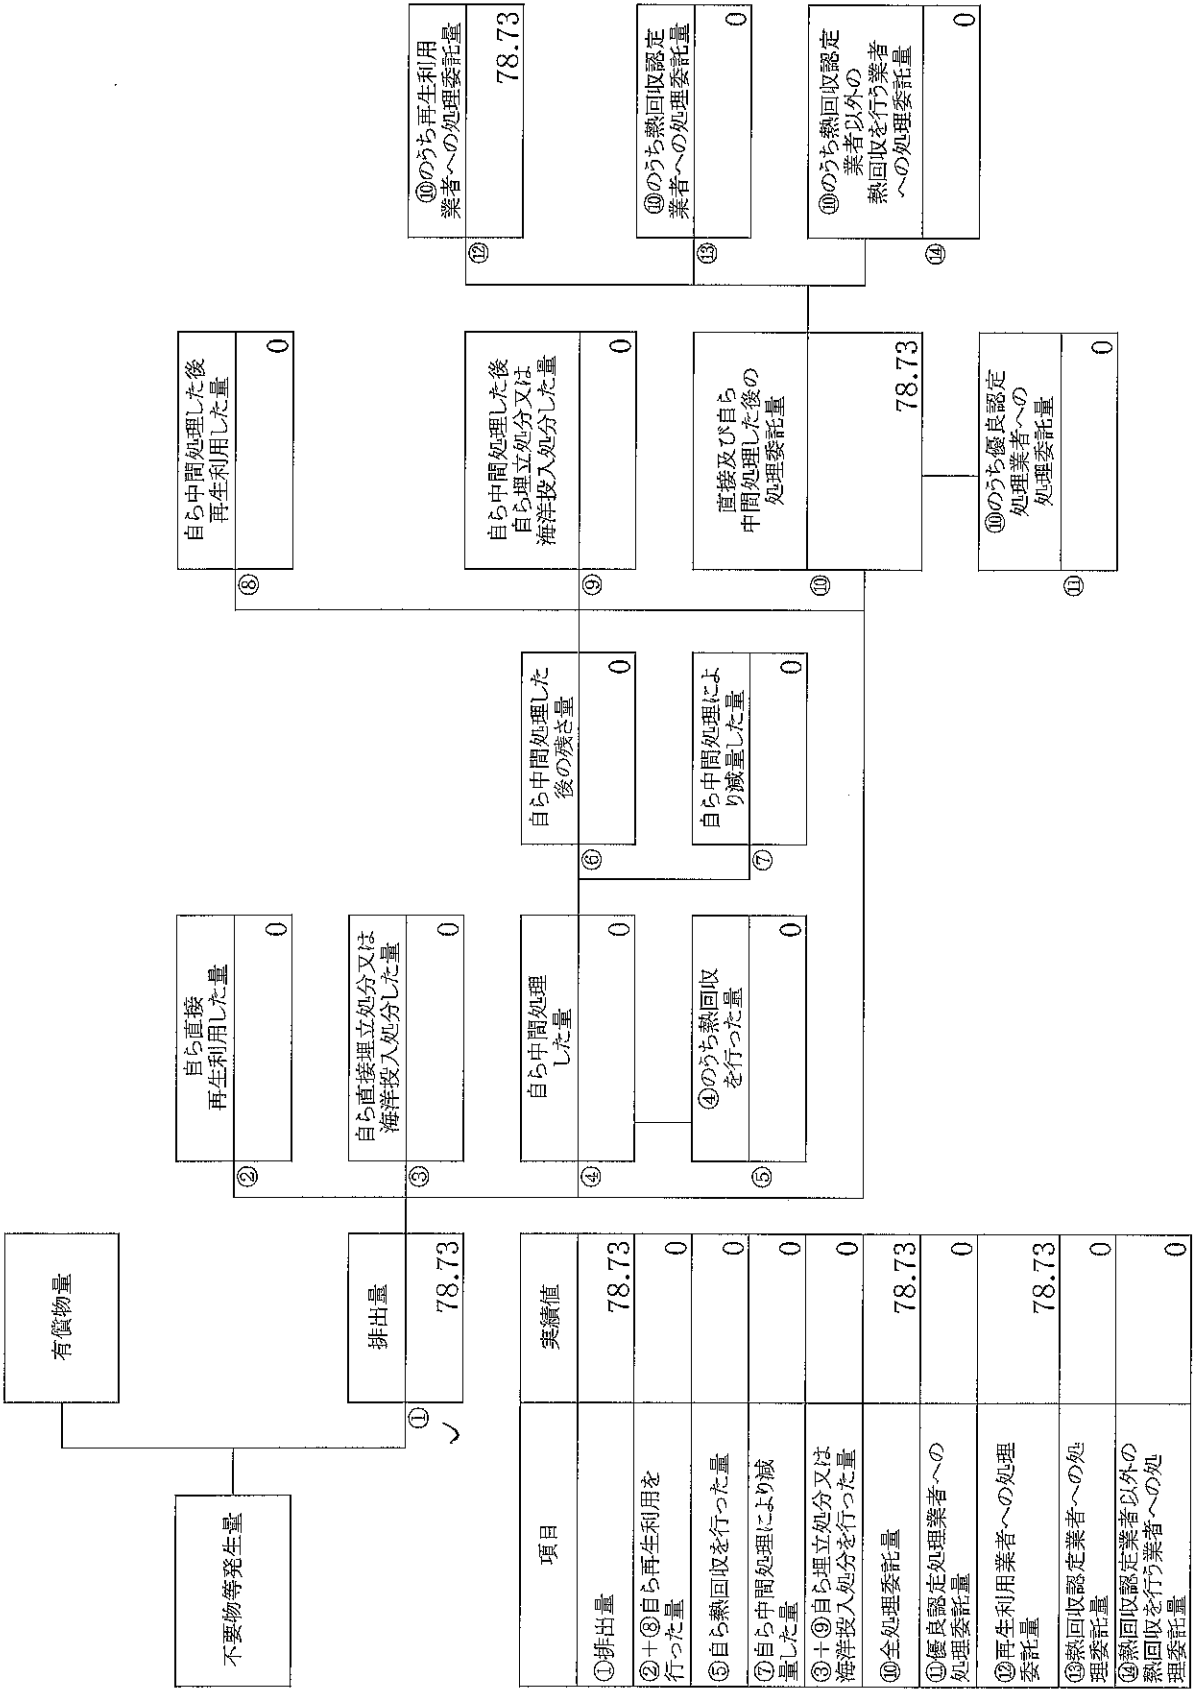 不要物等発生量
有償物量
①
排出量
78.73
②
自ら直接
再生利用した量
0
③
自ら直接埋立処分又は
海洋投入処分した量
0
④
自ら中間処理
した量
0
⑤
④のうち熱回収
を行った量
0
⑥
自ら中間処理した
後の残さ量
0
⑦
自ら中間処理によ
り減量した量
0
⑧
自ら中間処理した後
再生利用した量
0
⑨
自ら中間処理した後
自ら埋立処分又は
海洋投入処分した量
0
⑩
直接及び自ら
中間処理した後の
処理委託量
78.73
⑪
⑩のうち優良認定
処理業者への
処理委託量
0
⑫
⑩のうち再生利用
業者への処理委託量
78.73
⑬
⑩のうち熱回収認定
業者への処理委託量
0
⑭
⑩のうち熱回収認定
業者以外の
熱回収を行う業者
への処理委託量
0
項目
実績値
①排出量
78.73
②＋⑧自ら再生利用を
行った量
0
⑤自ら熱回収を行った量
0
⑦自ら中間処理により減
量した量
0
③＋⑨自ら埋立処分又は
海洋投入処分を行った量
0
⑩全処理委託量
78.73
⑪優良認定処理業者への
処理委託量
0
⑫再生利用業者への処理
委託量
78.73
⑬熱回収認定業者への処
理委託量
0
⑭熱回収認定業者以外の
熱回収を行う業者への処
理委託量
0